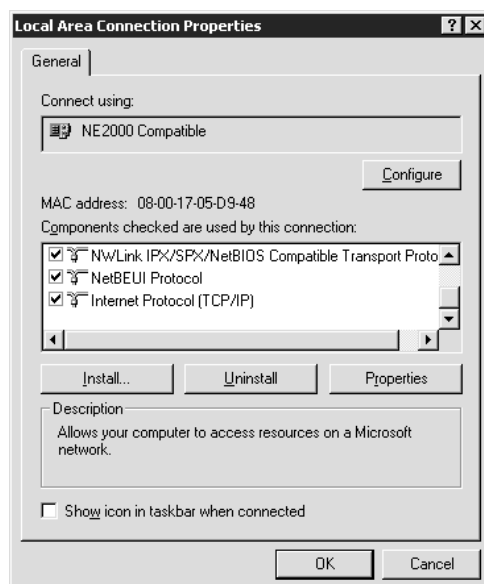 Local Area Connection Properties
General
Connect using:
NE2000 Compatible
Configure
MAC address: 08-00-17-05-D9-48
Components checked are used by this connection:
NWLink IPX/SPX/NetBIOS Compatible Transport Proto
NetBEUI Protocol
Internet Protocol (TCP/IP)
Install... Uninstall Properties
Description
Allows your computer to access resources on a Microsoft
network.
Show icon in taskbar when connected
OK Cancel